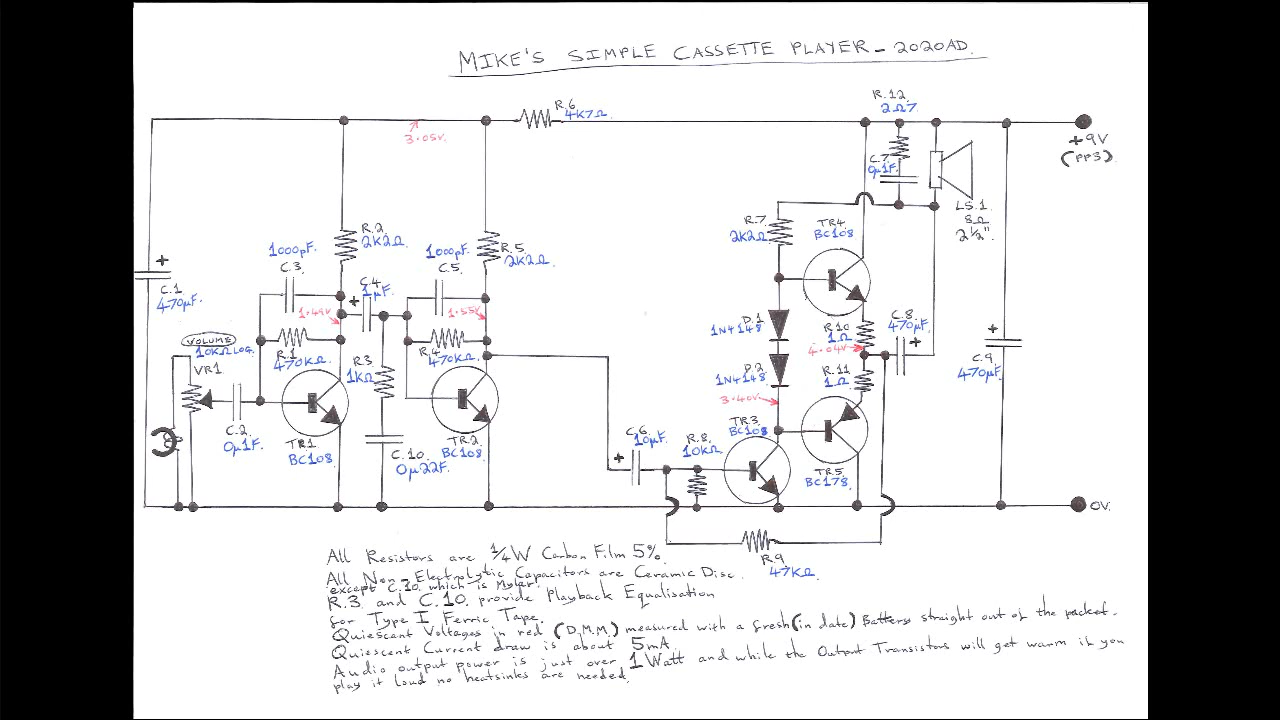 MIKE'S SIMPLE CASSETTE PLAYER - 2020AD.
R.12
2Ω7
R.6
4K7Ω
3.05V
+9V
(PP3)
C.7
0µ1F
LS.1
8Ω
2½".
R.2
2K2Ω
1000pF.
C.3
1000pF.
C.5
R.5
2K2Ω
R.7
2K2Ω
TR4
BC108
+
C.1
470µF.
C.4
1µF
+
1.49V
1.55V
D.1
1N4148
R.10
1Ω
C.8
470µF
+
4.04V
VOLUME
10KΩ LOG.
VR1
R.1
470KΩ
R.3
1KΩ
R.4
470KΩ
D.2
1N4148
R.11
1Ω
+
C.9
470µF.
3.40V
C.2
0µ1F.
TR1
BC108
C.10
0µ22F.
TR2
BC108
C.6
10µF
+
R.8
10KΩ
TR3
BC108
TR5
BC178
0V.
R9
47KΩ
All Resistors are ¼W Carbon Film 5%.
All Non-Electrolytic Capacitors are Ceramic Disc.
except C.10 which is Mylar.
R.3 and C.10 provide Playback Equalisation
for Type I Ferric Tape.
Quiescant Voltages in red (D.M.M.) measured with a fresh (in date) Battery straight out of the packet.
Quiescent Current draw is about 5mA.
Audio output power is just over 1 Watt and while the Output Transistors will get warm if you
play it loud no heatsinks are needed.